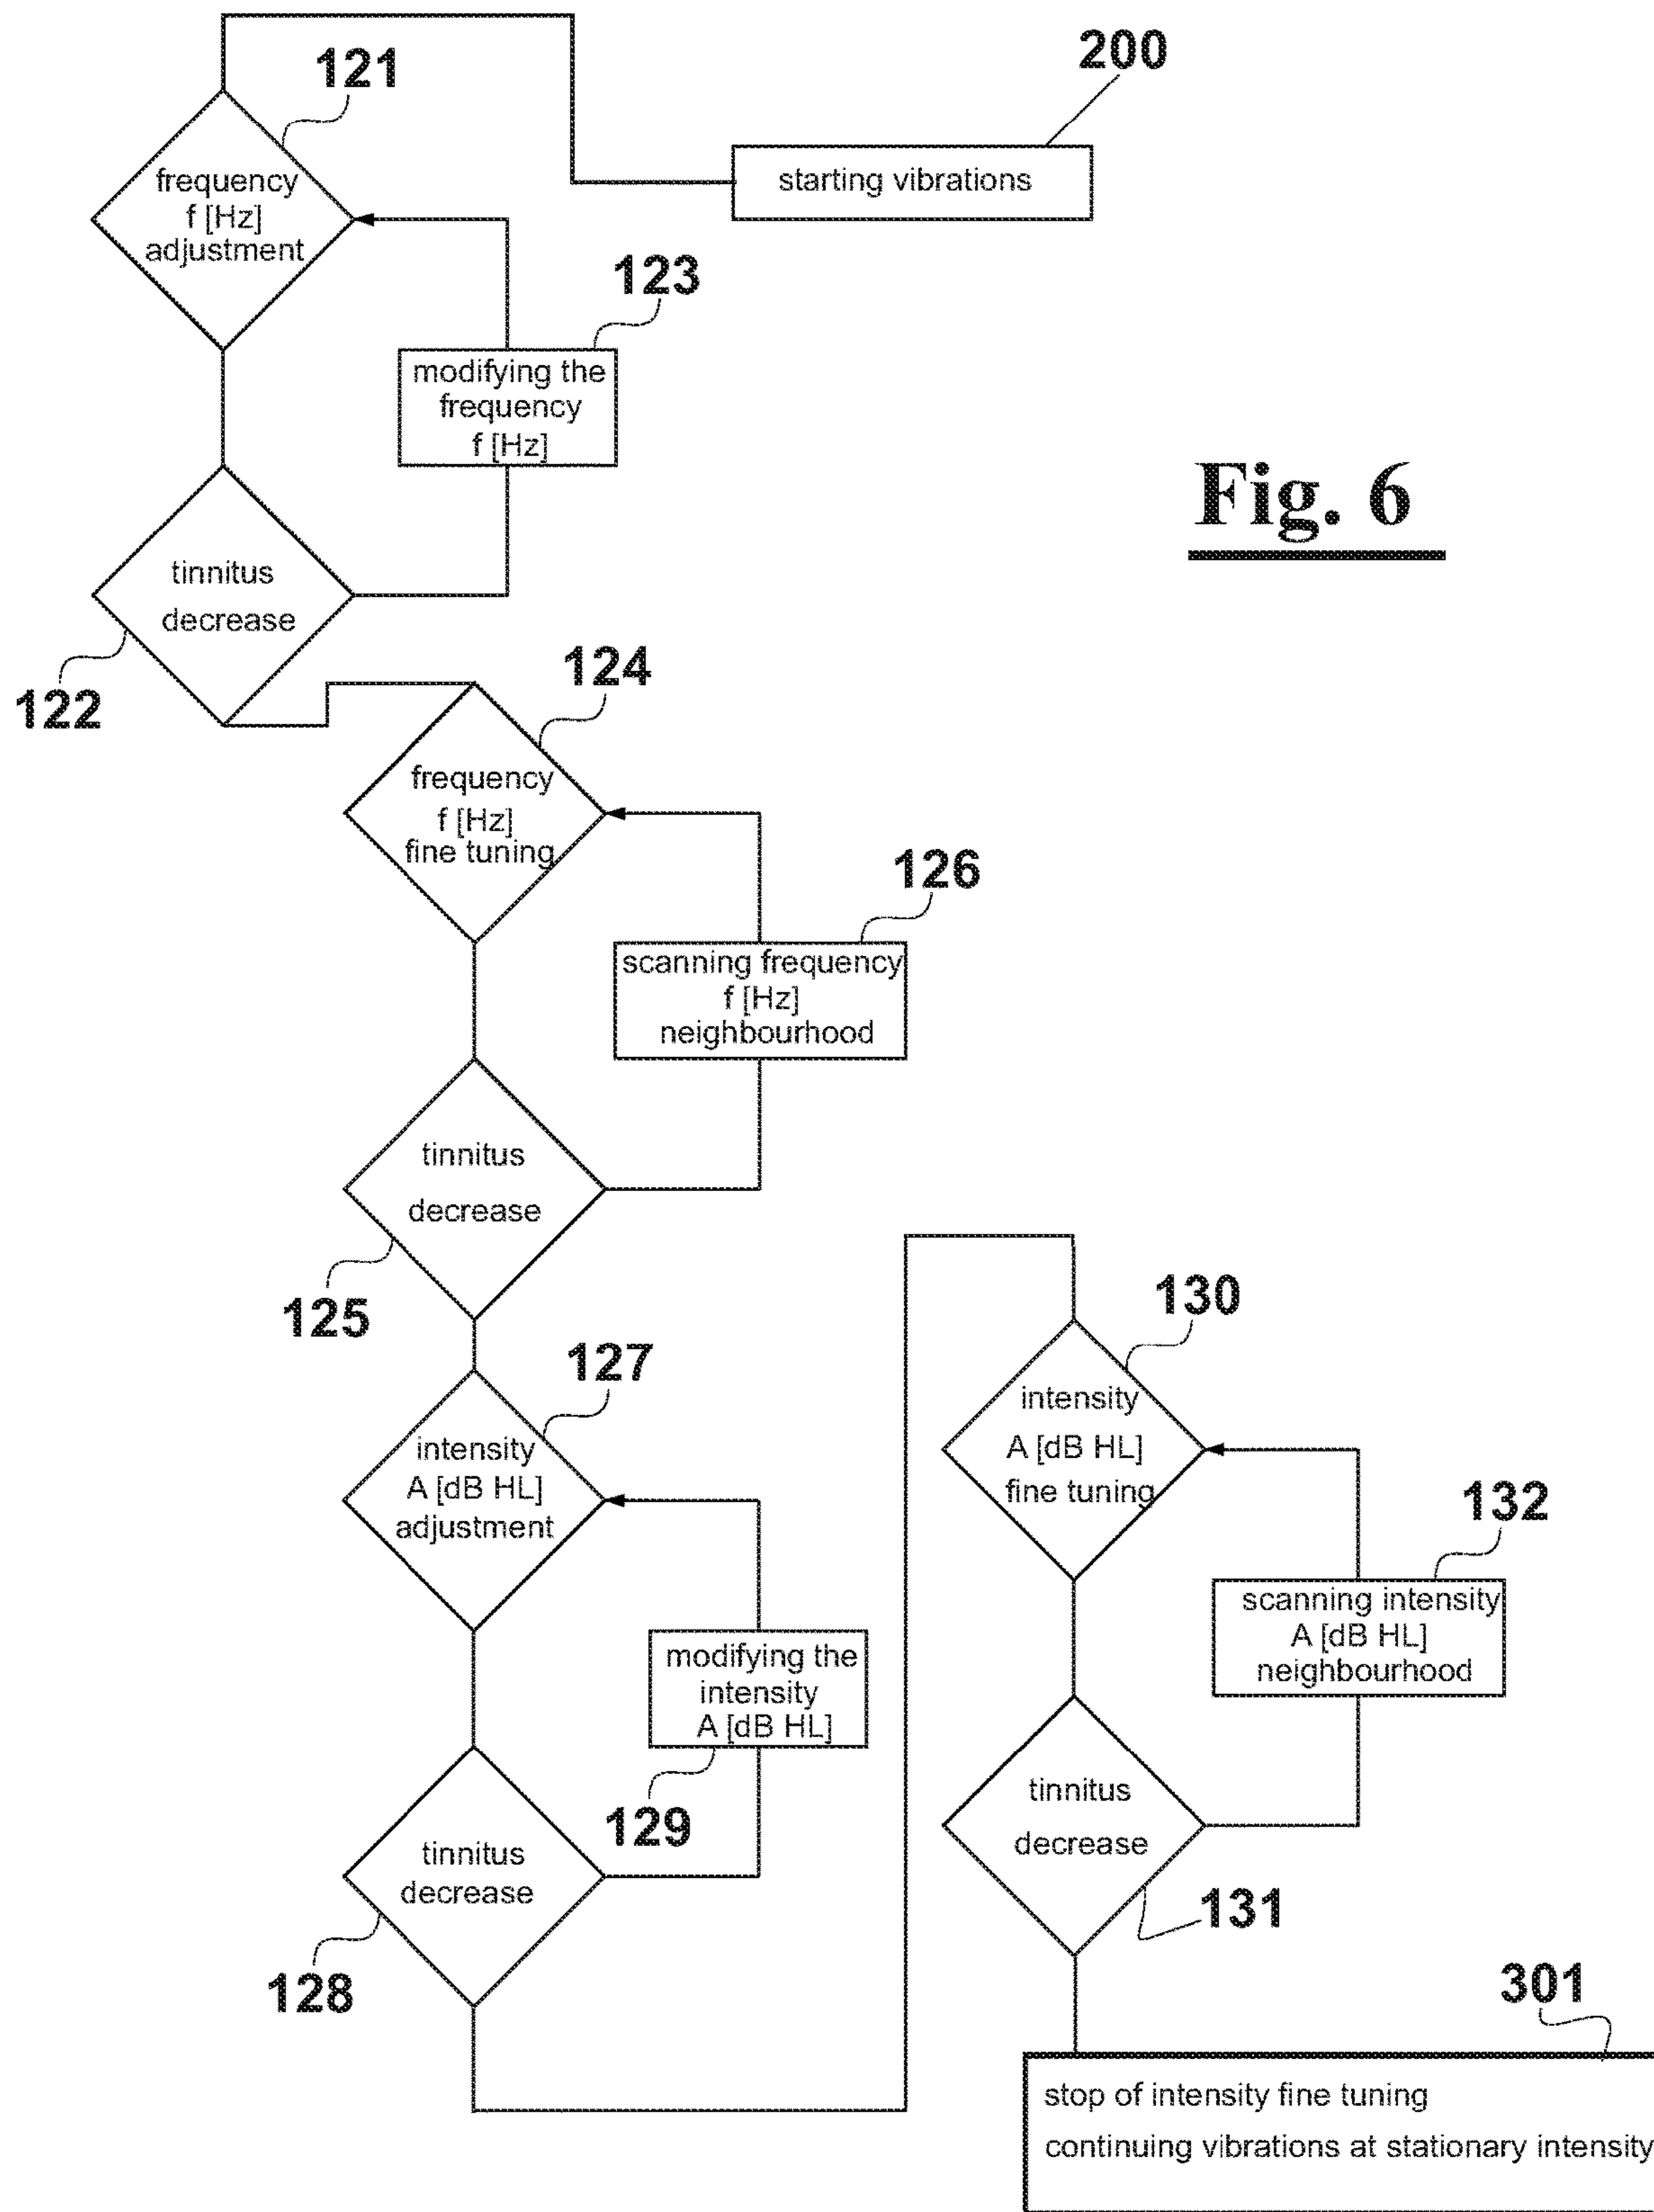 121
200
frequency
f [Hz]
adjustment
starting vibrations
123
modifying the
frequency
f [Hz]
Fig. 6
tinnitus
decrease
122
124
frequency
f [Hz]
fine tuning
126
scanning frequency
f [Hz]
neighbourhood
tinnitus
decrease
125
127
intensity
A [dB HL]
adjustment
129
modifying the
intensity
A [dB HL]
tinnitus
decrease
128
130
intensity
A [dB HL]
fine tuning
132
scanning intensity
A [dB HL]
neighbourhood
tinnitus
decrease
131
301
stop of intensity fine tuning
continuing vibrations at stationary intensity